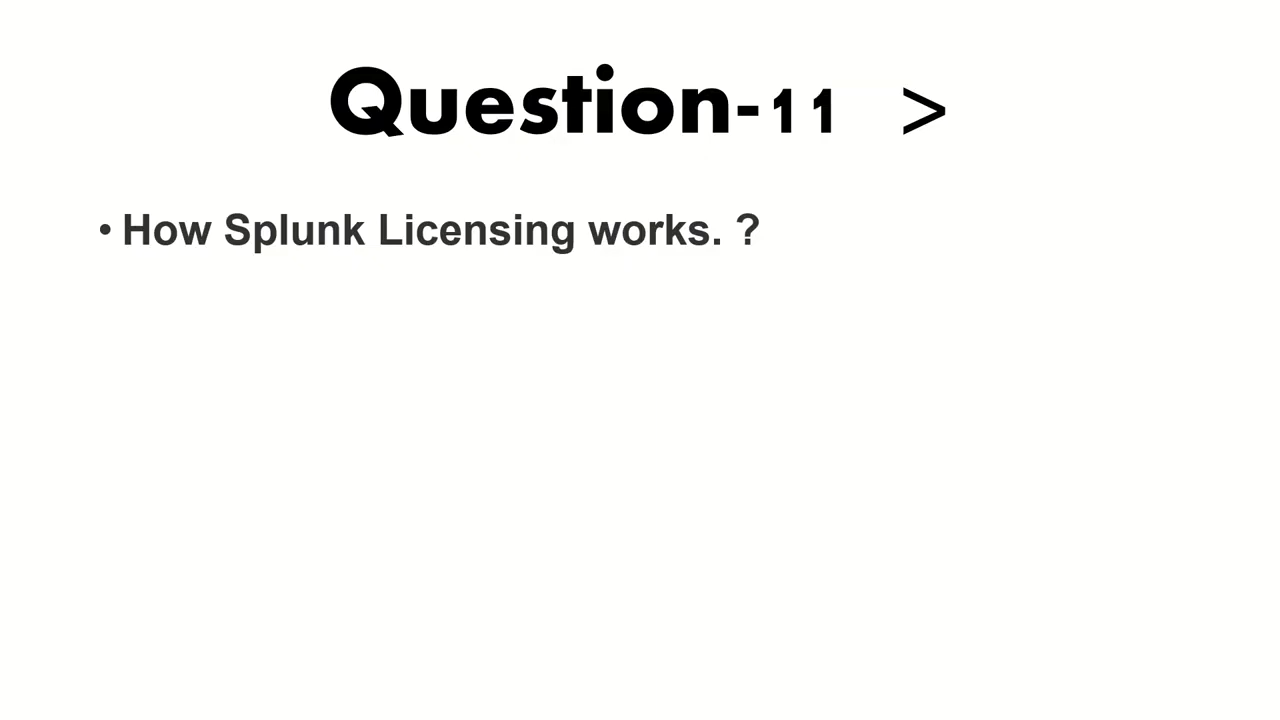 Question-11 >
• How Splunk Licensing works. ?